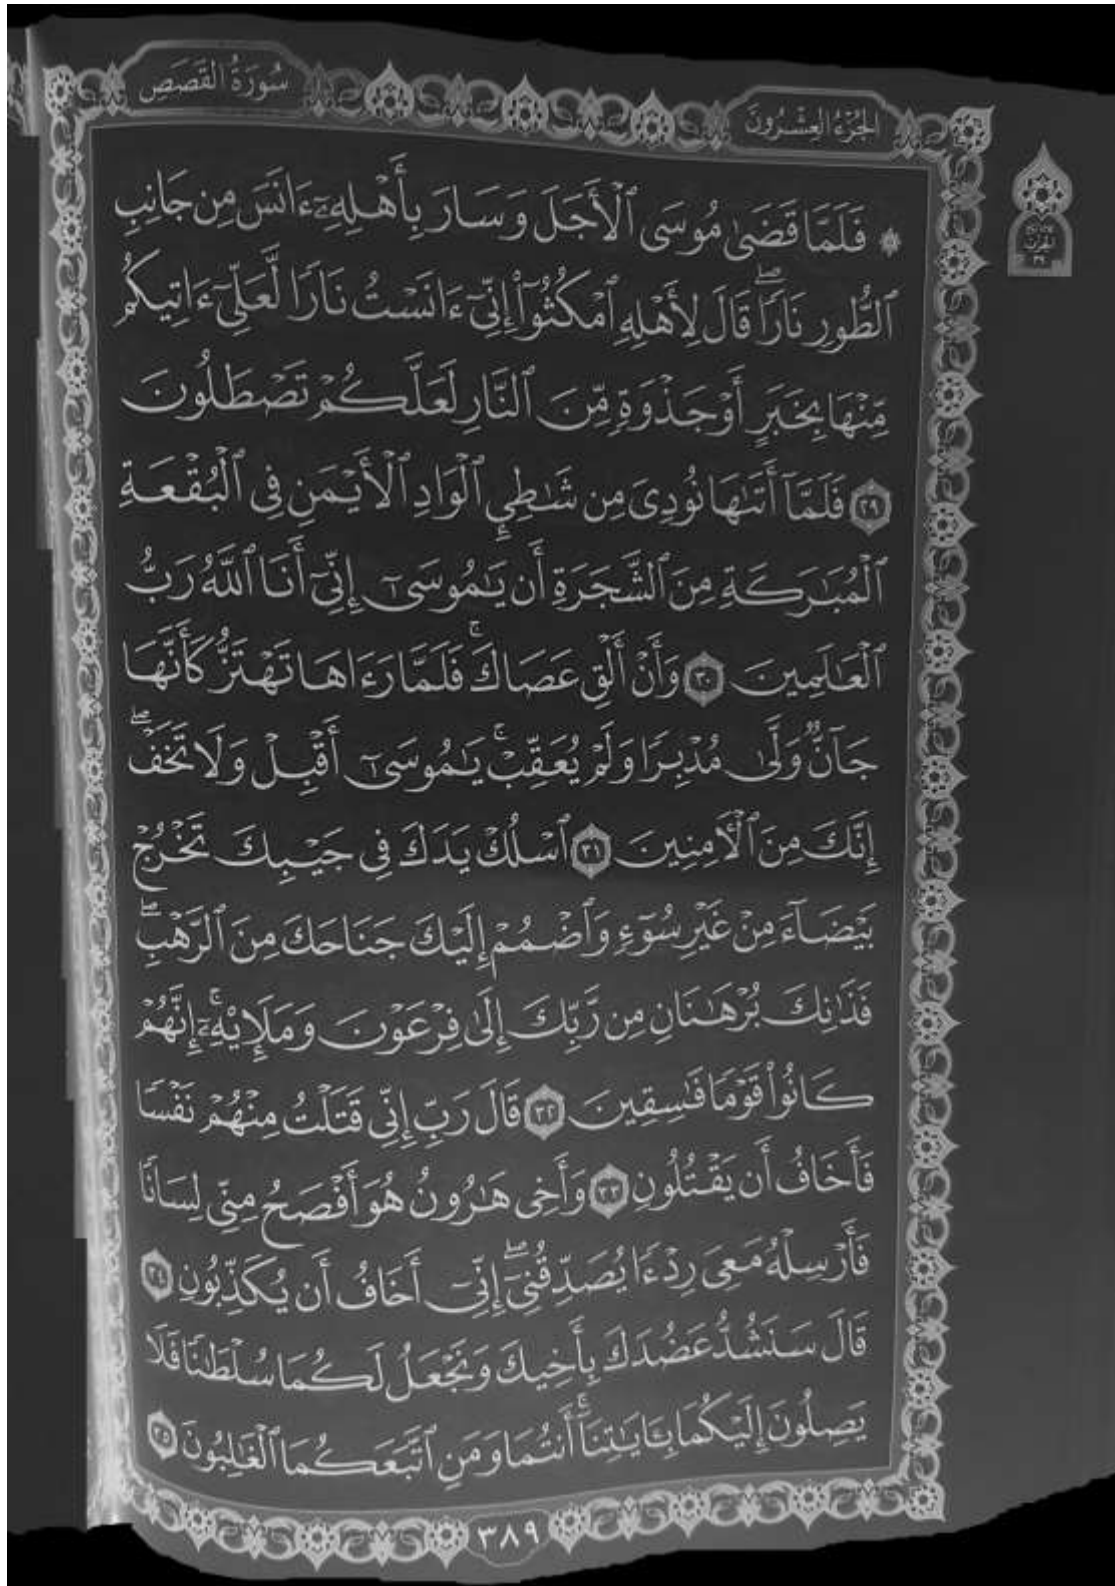 سُورَةُ القَصَصِ
الجُزْءُ العِشْرُونَ
۞ فَلَمَّا قَضَىٰ مُوسَى ٱلْأَجَلَ وَسَارَ بِأَهْلِهِۦٓ ءَانَسَ مِن جَانِبِ
ٱلطُّورِ نَارًاۖ قَالَ لِأَهْلِهِ ٱمْكُثُوٓا۟ إِنِّىٓ ءَانَسْتُ نَارًا لَّعَلِّىٓ ءَاتِيكُم
مِّنْهَا بِخَبَرٍ أَوْ جَذْوَةٍ مِّنَ ٱلنَّارِ لَعَلَّكُمْ تَصْطَلُونَ
٢٩ فَلَمَّآ أَتَىٰهَا نُودِىَ مِن شَٰطِئِ ٱلْوَادِ ٱلْأَيْمَنِ فِى ٱلْبُقْعَةِ
ٱلْمُبَٰرَكَةِ مِنَ ٱلشَّجَرَةِ أَن يَٰمُوسَىٰٓ إِنِّىٓ أَنَا ٱللَّهُ رَبُّ
ٱلْعَٰلَمِينَ ٣٠ وَأَنْ أَلْقِ عَصَاكَۚ فَلَمَّا رَءَاهَا تَهْتَزُّ كَأَنَّهَا
جَآنٌّ وَلَّىٰ مُدْبِرًا وَلَمْ يُعَقِّبْۚ يَٰمُوسَىٰٓ أَقْبِلْ وَلَا تَخَفْۖ
إِنَّكَ مِنَ ٱلْءَامِنِينَ ٣١ ٱسْلُكْ يَدَكَ فِى جَيْبِكَ تَخْرُجْ
بَيْضَآءَ مِنْ غَيْرِ سُوٓءٍ وَٱضْمُمْ إِلَيْكَ جَنَاحَكَ مِنَ ٱلرَّهْبِۖ
فَذَٰنِكَ بُرْهَٰنَانِ مِن رَّبِّكَ إِلَىٰ فِرْعَوْنَ وَمَلَإِي۟هِۦٓۚ إِنَّهُمْ
كَانُوا۟ قَوْمًا فَٰسِقِينَ ٣٢ قَالَ رَبِّ إِنِّى قَتَلْتُ مِنْهُمْ نَفْسًا
فَأَخَافُ أَن يَقْتُلُونِ ٣٣ وَأَخِى هَٰرُونُ هُوَ أَفْصَحُ مِنِّى لِسَانًا
فَأَرْسِلْهُ مَعِىَ رِدْءًا يُصَدِّقُنِىٓۖ إِنِّىٓ أَخَافُ أَن يُكَذِّبُونِ ٣٤
قَالَ سَنَشُدُّ عَضُدَكَ بِأَخِيكَ وَنَجْعَلُ لَكُمَا سُلْطَٰنًا فَلَا
يَصِلُونَ إِلَيْكُمَا بِـَٔايَٰتِنَآۚ أَنتُمَا وَمَنِ ٱتَّبَعَكُمَا ٱلْغَٰلِبُونَ ٣٥
٣٨٩